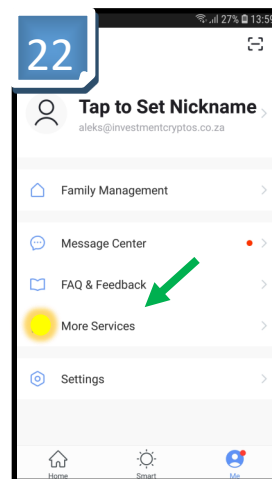 27% 13:59
22
Tap to Set Nickname
aleks@investmentcryptos.co.za
Family Management
Message Center
FAQ & Feedback
More Services
Settings
Home Smart Me